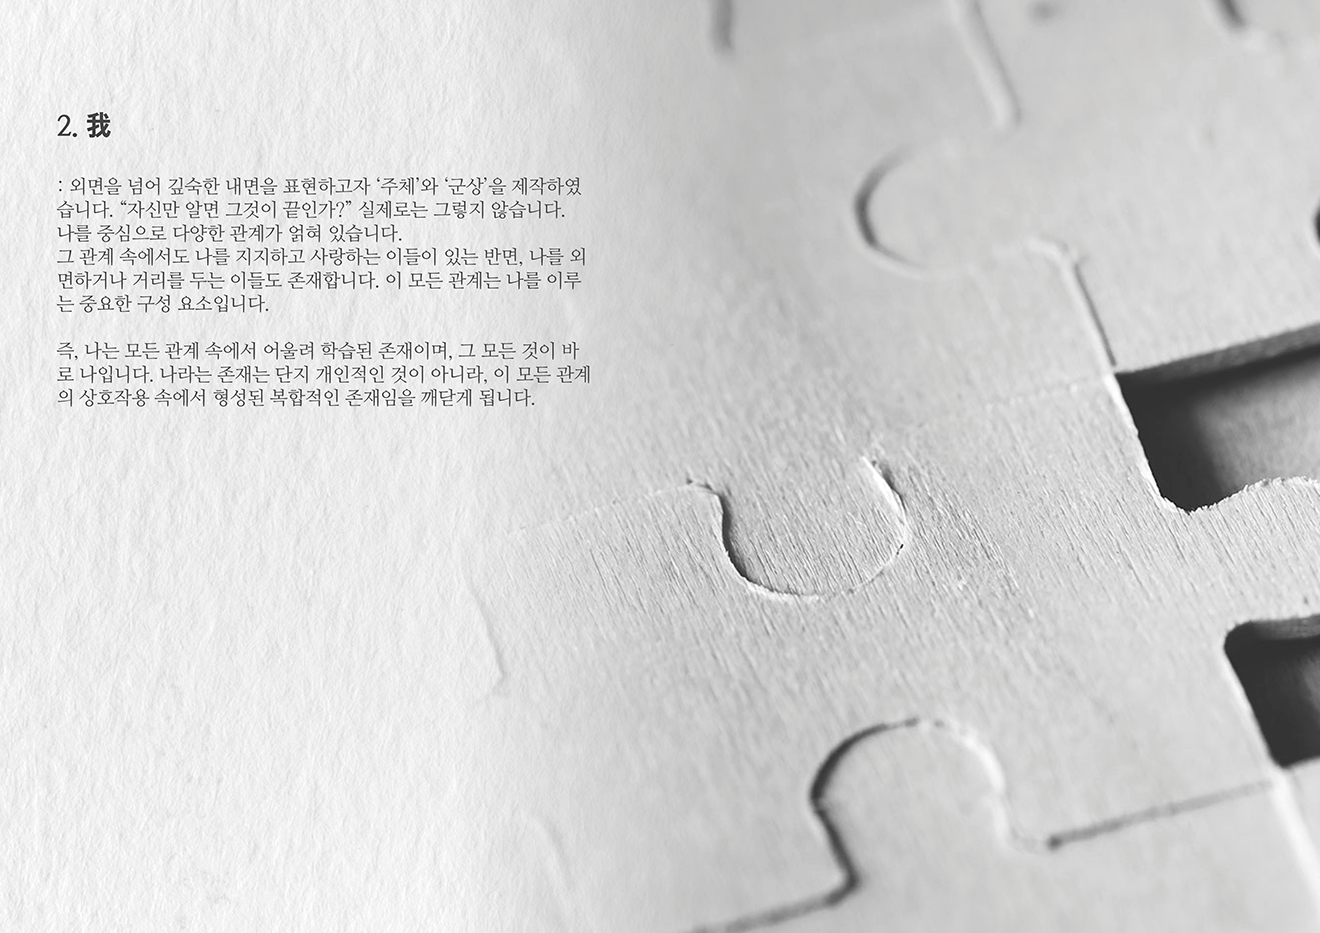 2. 我
: 외면을 넘어 깊숙한 내면을 표현하고자 ‘주체’와 ‘군상’을 제작하였
습니다. “자신만 알면 그것이 끝인가?” 실제로는 그렇지 않습니다.
나를 중심으로 다양한 관계가 얽혀 있습니다.
그 관계 속에서도 나를 지지하고 사랑하는 이들이 있는 반면, 나를 외
면하거나 거리를 두는 이들도 존재합니다. 이 모든 관계는 나를 이루
는 중요한 구성 요소입니다.
즉, 나는 모든 관계 속에서 어울려 학습된 존재이며, 그 모든 것이 바
로 나입니다. 나라는 존재는 단지 개인적인 것이 아니라, 이 모든 관계
의 상호작용 속에서 형성된 복합적인 존재임을 깨닫게 됩니다.